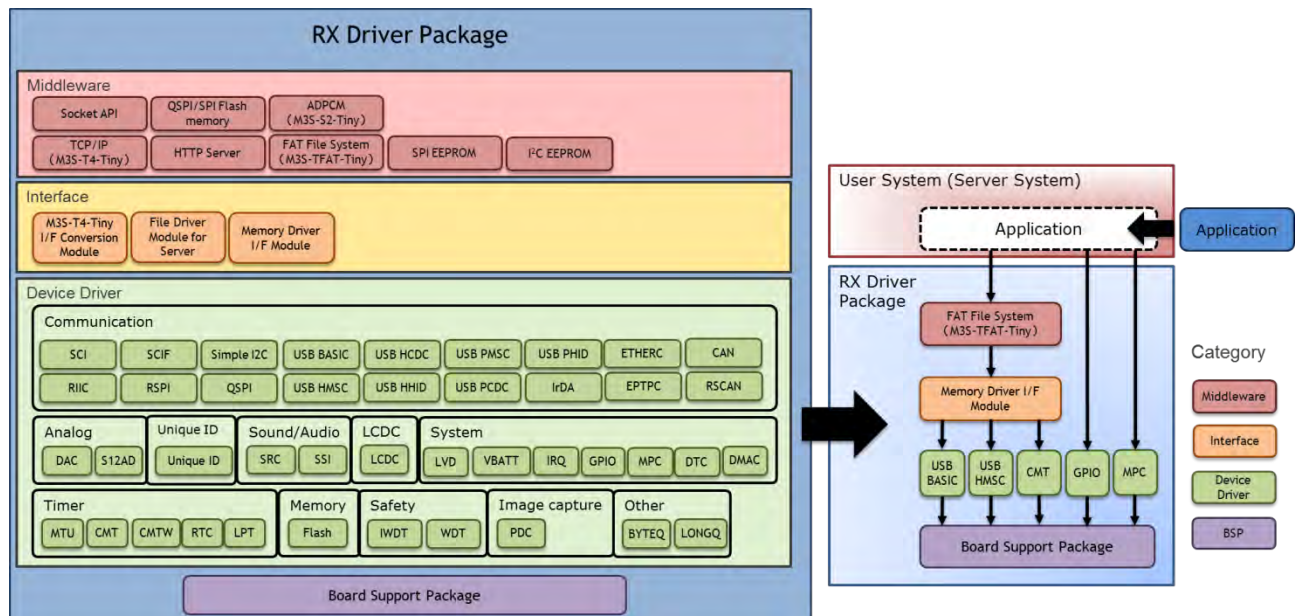 RX Driver Package
Middleware
Socket API
QSPI/SPI Flash
memory
ADPCM
(M3S-S2-Tiny)
TCP/IP
(M3S-T4-Tiny)
HTTP Server
FAT File System
(M3S-TFAT-Tiny)
SPI EEPROM
I²C EEPROM
Interface
M3S-T4-Tiny
I/F Conversion
Module
File Driver
Module for
Server
Memory Driver
I/F Module
Device Driver
Communication
SCI
SCIF
Simple I2C
USB BASIC
USB HCDC
USB PMSC
USB PHID
ETHERC
CAN
RIIC
RSPI
QSPI
USB HMSC
USB HHID
USB PCDC
IrDA
EPTPC
RSCAN
Analog
DAC
S12AD
Unique ID
Unique ID
Sound/Audio
SRC
SSI
LCDC
LCDC
System
LVD
VBATT
IRQ
GPIO
MPC
DTC
DMAC
Timer
MTU
CMT
CMTW
RTC
LPT
Memory
Flash
Safety
IWDT
WDT
Image capture
PDC
Other
BYTEQ
LONGQ
Board Support Package
User System (Server System)
Application
Application
RX Driver
Package
FAT File System
(M3S-TFAT-Tiny)
Memory Driver I/F
Module
USB
BASIC
USB
HMSC
CMT
GPIO
MPC
Board Support Package
Category
Middleware
Interface
Device
Driver
BSP